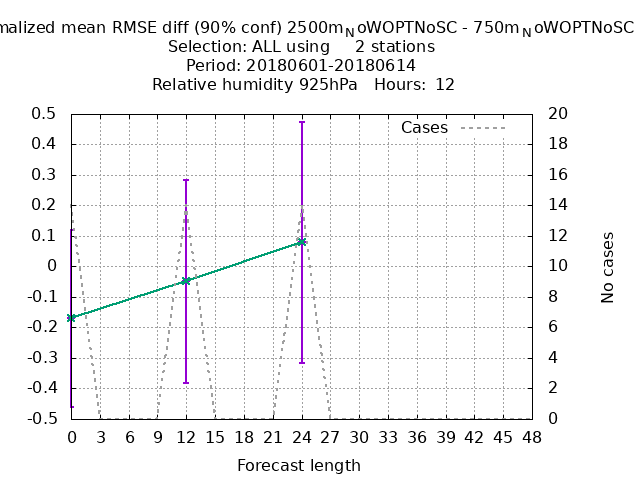 malized mean RMSE diff (90% conf) 2500mNoWOPTNoSC - 750mNoWOPTNoSC
Selection: ALL using 2 stations
Period: 20180601-20180614
Relative humidity 925hPa Hours: 12
0.5 20
Cases
0.4 18
0.3 16
0.2 14
0.1 12
0 10
-0.1 8
-0.2 6
-0.3 4
-0.4 2
-0.5 0
No cases
0 3 6 9 12 15 18 21 24 27 30 33 36 39 42 45 48
Forecast length